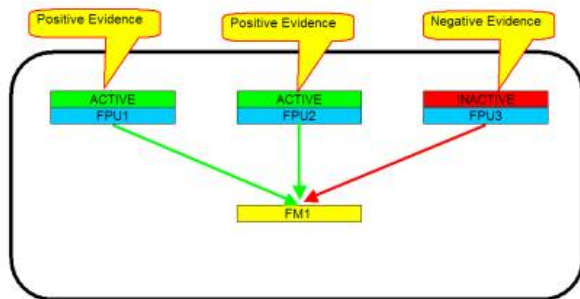 Positive Evidence
Positive Evidence
Negative Evidence
ACTIVE
ACTIVE
INACTIVE
FPU1
FPU2
FPU3
FM1